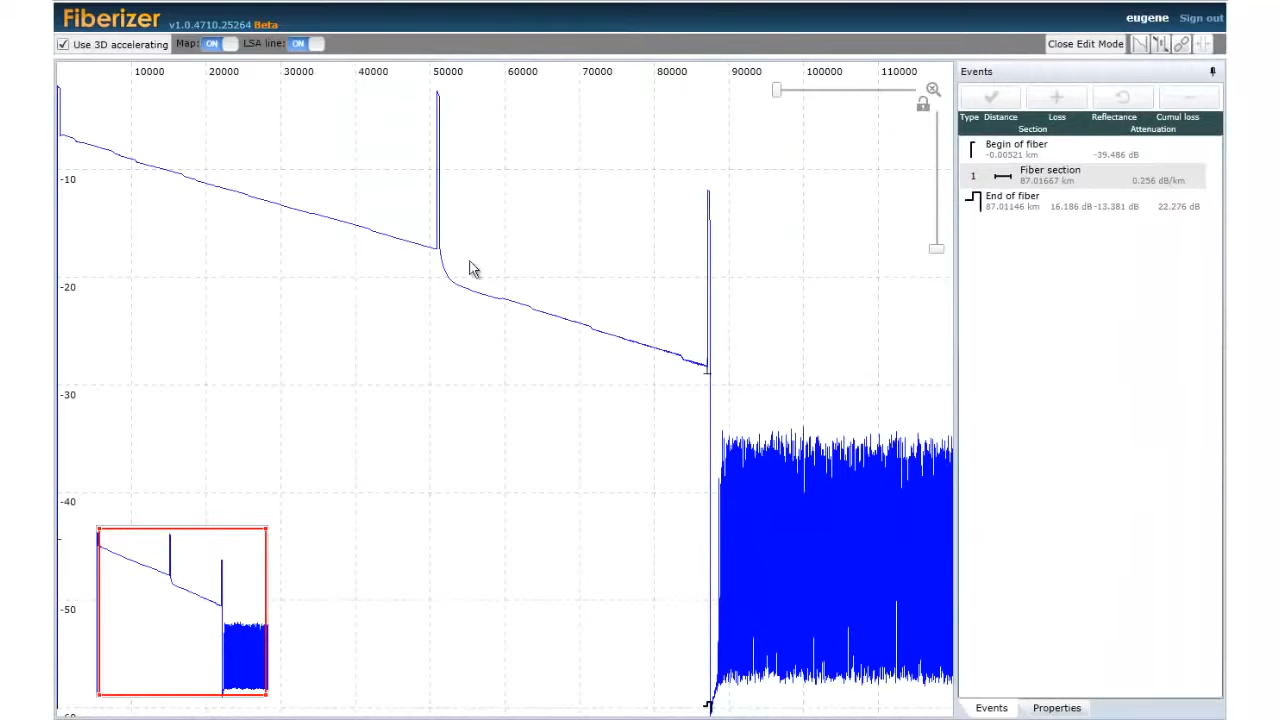 Fiberizer v1.0.4710.25264 Beta
eugene Sign out
Use 3D accelerating Map: ON LSA line: ON
Close Edit Mode
10000 20000 30000 40000 50000 60000 70000 80000 90000 100000 110000
Events
Type Distance Loss Reflectance Cumul loss
Section Attenuation
Begin of fiber
-0.00521 km -39.486 dB
1 Fiber section
87.01667 km 0.256 dB/km
End of fiber
87.01146 km 16.186 dB -13.381 dB 22.276 dB
-10
-20
-30
-40
-50
Events Properties